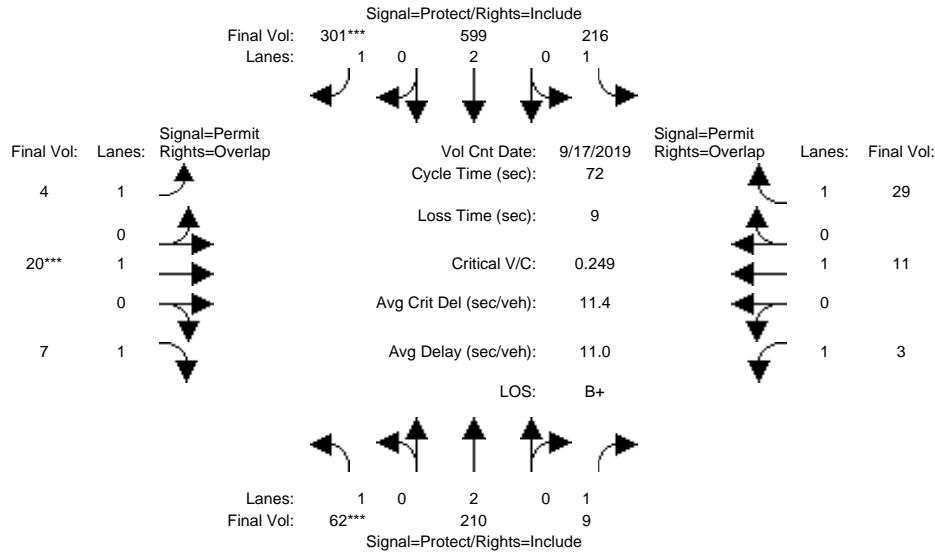 Signal=Protect/Rights=Include
Final Vol: 301*** 599 216
Lanes: 1 0 2 0 1
Signal=Permit Signal=Permit
Final Vol: Lanes: Rights=Overlap Vol Cnt Date: 9/17/2019 Rights=Overlap Lanes: Final Vol:
Cycle Time (sec): 72
4 1 1 29
Loss Time (sec): 9
0 0
20*** 1 Critical V/C: 0.249 1 11
0 Avg Crit Del (sec/veh): 11.4 0
7 1 Avg Delay (sec/veh): 11.0 1 3
LOS: B+
Lanes: 1 0 2 0 1
Final Vol: 62*** 210 9
Signal=Protect/Rights=Include